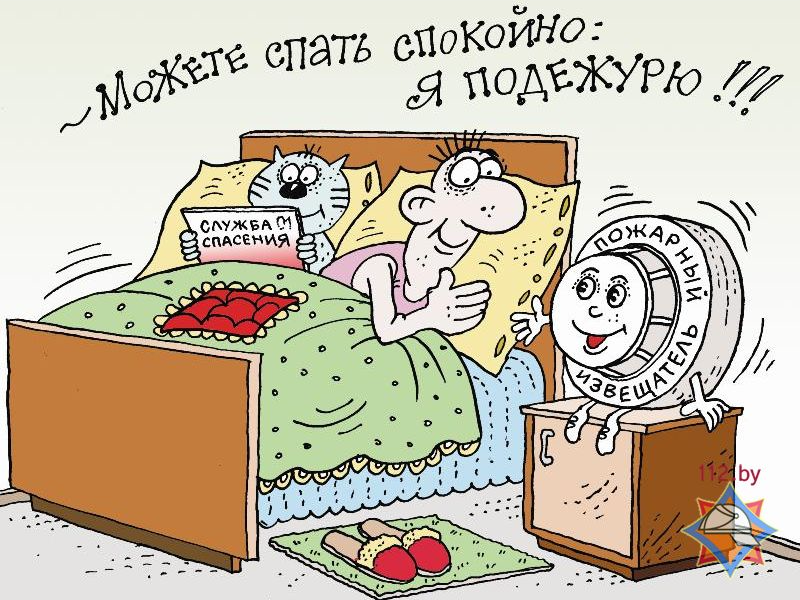 ~ Можете спать спокойно:
я подежурю!!!
СЛУЖБА 01
СПАСЕНИЯ
ПОЖАРНЫЙ
ИЗВЕЩАТЕЛЬ
112.by